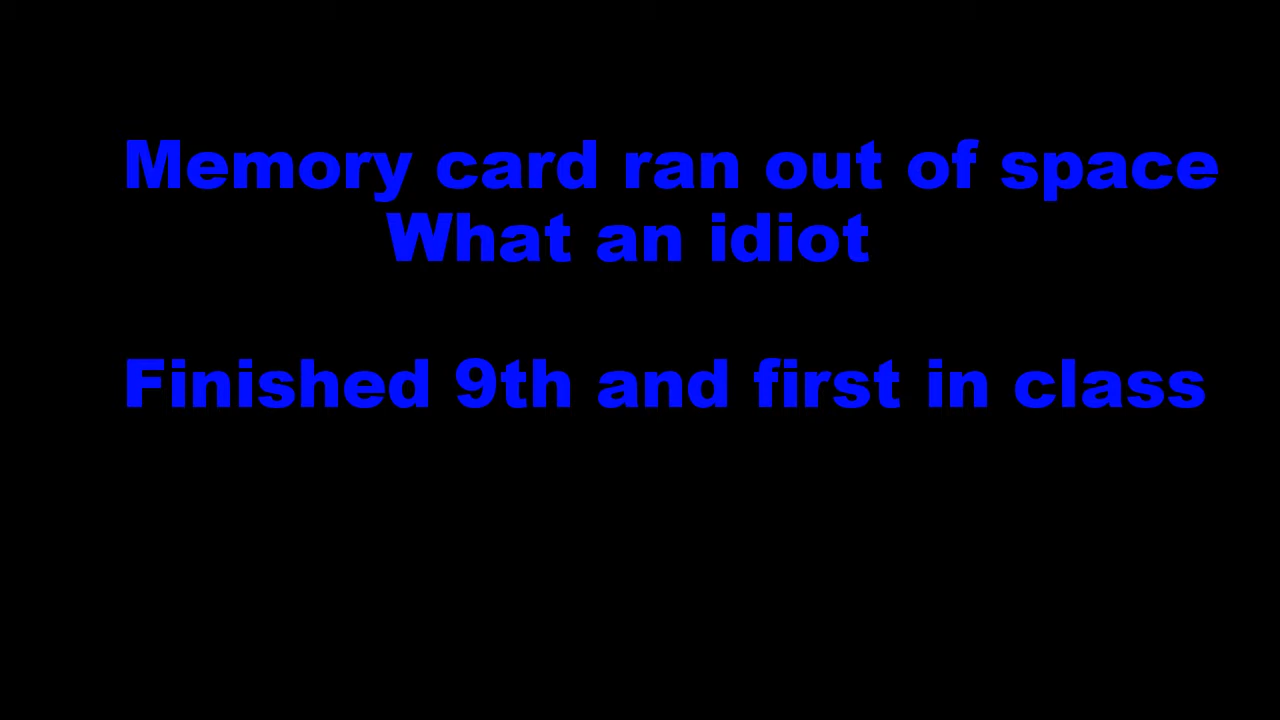 Memory card ran out of space
What an idiot
Finished 9th and first in class